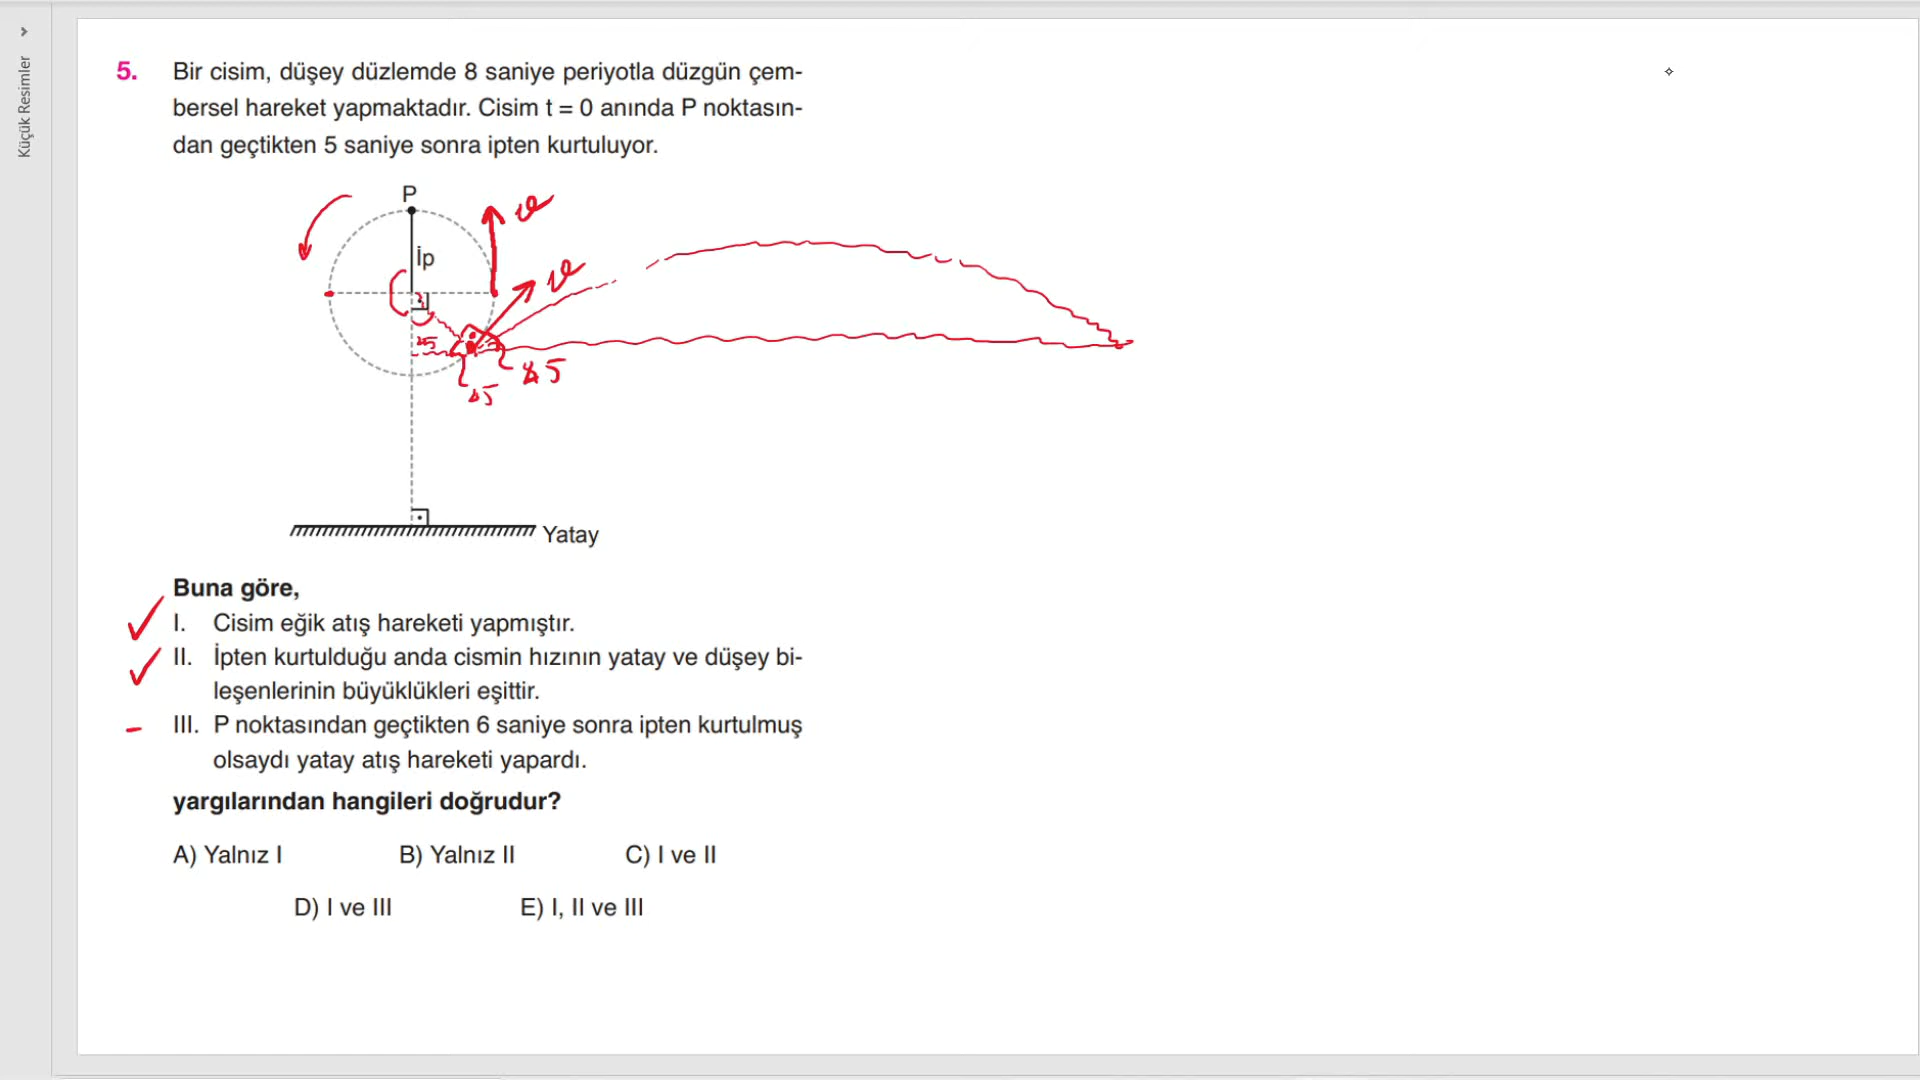 Küçük Resimler
5. Bir cisim, düşey düzlemde 8 saniye periyotla düzgün çem-
bersel hareket yapmaktadır. Cisim t = 0 anında P noktasın-
dan geçtikten 5 saniye sonra ipten kurtuluyor.
P
İp
45
45
45
Yatay
Buna göre,
I. Cisim eğik atış hareketi yapmıştır.
II. İpten kurtulduğu anda cismin hızının yatay ve düşey bi-
leşenlerinin büyüklükleri eşittir.
III. P noktasından geçtikten 6 saniye sonra ipten kurtulmuş
olsaydı yatay atış hareketi yapardı.
yargılarından hangileri doğrudur?
A) Yalnız I B) Yalnız II C) I ve II
D) I ve III E) I, II ve III